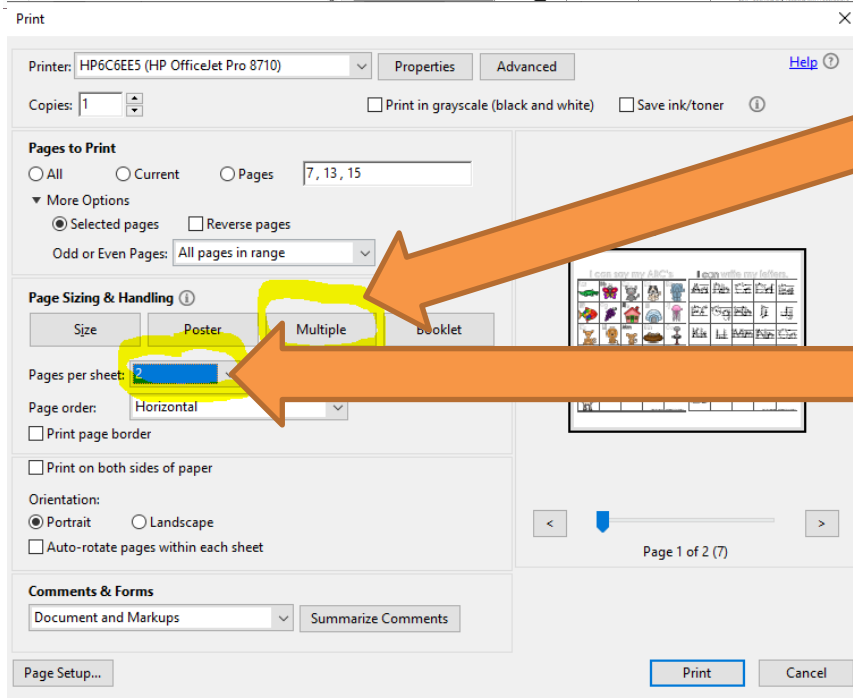 Print
Printer: HP6C6EE5 (HP OfficeJet Pro 8710) Properties Advanced Help
Copies: 1 Print in grayscale (black and white) Save ink/toner
Pages to Print
All Current Pages 7 , 13 , 15
More Options
Selected pages Reverse pages
Odd or Even Pages: All pages in range
Page Sizing & Handling
Size Poster Multiple Booklet
Pages per sheet: 2
Page order: Horizontal
Print page border
Print on both sides of paper
Orientation:
Portrait Landscape
Auto-rotate pages within each sheet
I can say my ABC's I can write my letters.
< >
Page 1 of 2 (7)
Comments & Forms
Document and Markups Summarize Comments
Page Setup... Print Cancel